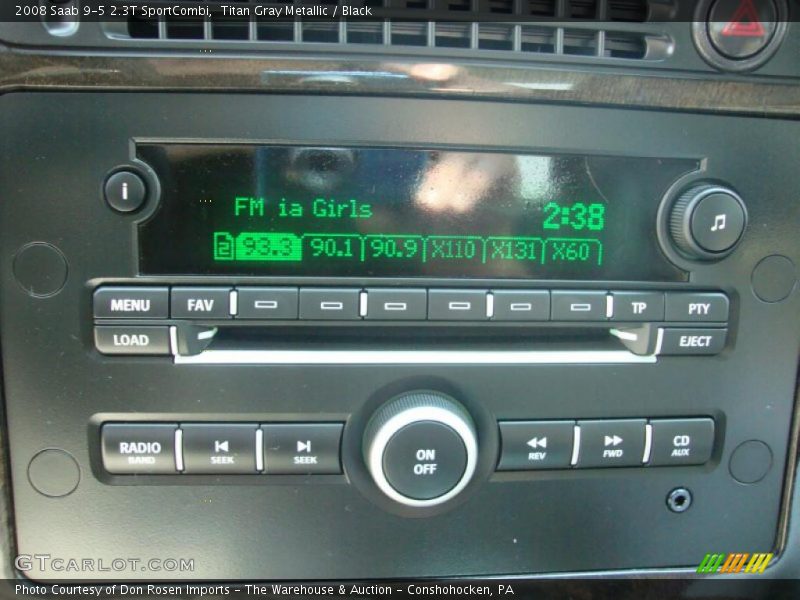 2008 Saab 9-5 2.3T SportCombi, Titan Gray Metallic / Black
i
FM ia Girls
2:38
2 93.3 90.1 90.9 X110 X131 X60
MENU FAV TP PTY
LOAD EJECT
RADIO BAND
SEEK
SEEK
ON OFF
REV
FWD
CD AUX
GTCARLOT.COM
Photo Courtesy of Don Rosen Imports - The Warehouse & Auction - Conshohocken, PA